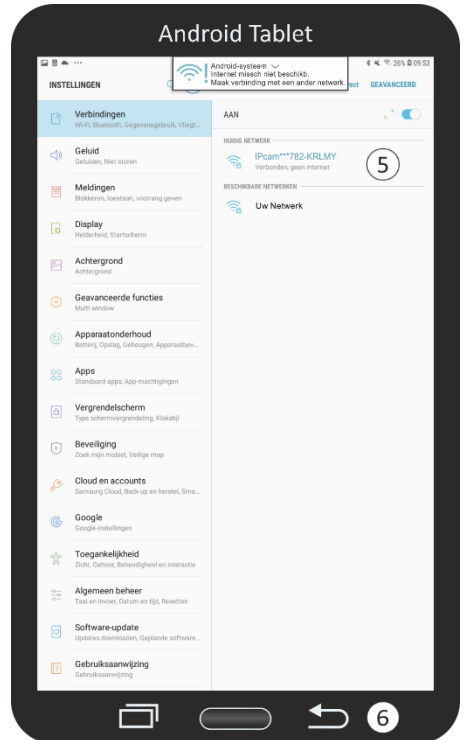 Android Tablet
26% 09:53
Android-systeem
Internet missch niet beschikb.
Maak verbinding met een ander netwerk.
INSTELLINGEN
rect GEAVANCEERD
Verbindingen
Wi-Fi, Bluetooth, Gegevensgebruik, Vliegt...
AAN
HUIDIG NETWERK
IPcam***782-KRLMY
Verbonden, geen internet
5
BESCHIKBARE NETWERKEN
Uw Netwerk
Geluid
Geluiden, Niet storen
Meldingen
Blokkeren, toestaan, voorrang geven
Display
Helderheid, Startscherm
Achtergrond
Achtergrond
Geavanceerde functies
Multi window
Apparaatonderhoud
Batterij, Opslag, Geheugen, Apparaatbev...
Apps
Standaard-apps, App-machtigingen
Vergrendelscherm
Type schermvergrendeling, Klokstijl
Beveiliging
Zoek mijn mobiel, Veilige map
Cloud en accounts
Samsung Cloud, Back-up en herstel, Sma...
Google
Google-instellingen
Toegankelijkheid
Zicht, Gehoor, Behendigheid en interactie
Algemeen beheer
Taal en invoer, Datum en tijd, Resetten
Software-update
Updates downloaden, Geplande software...
Gebruiksaanwijzing
Gebruiksaanwijzing
6